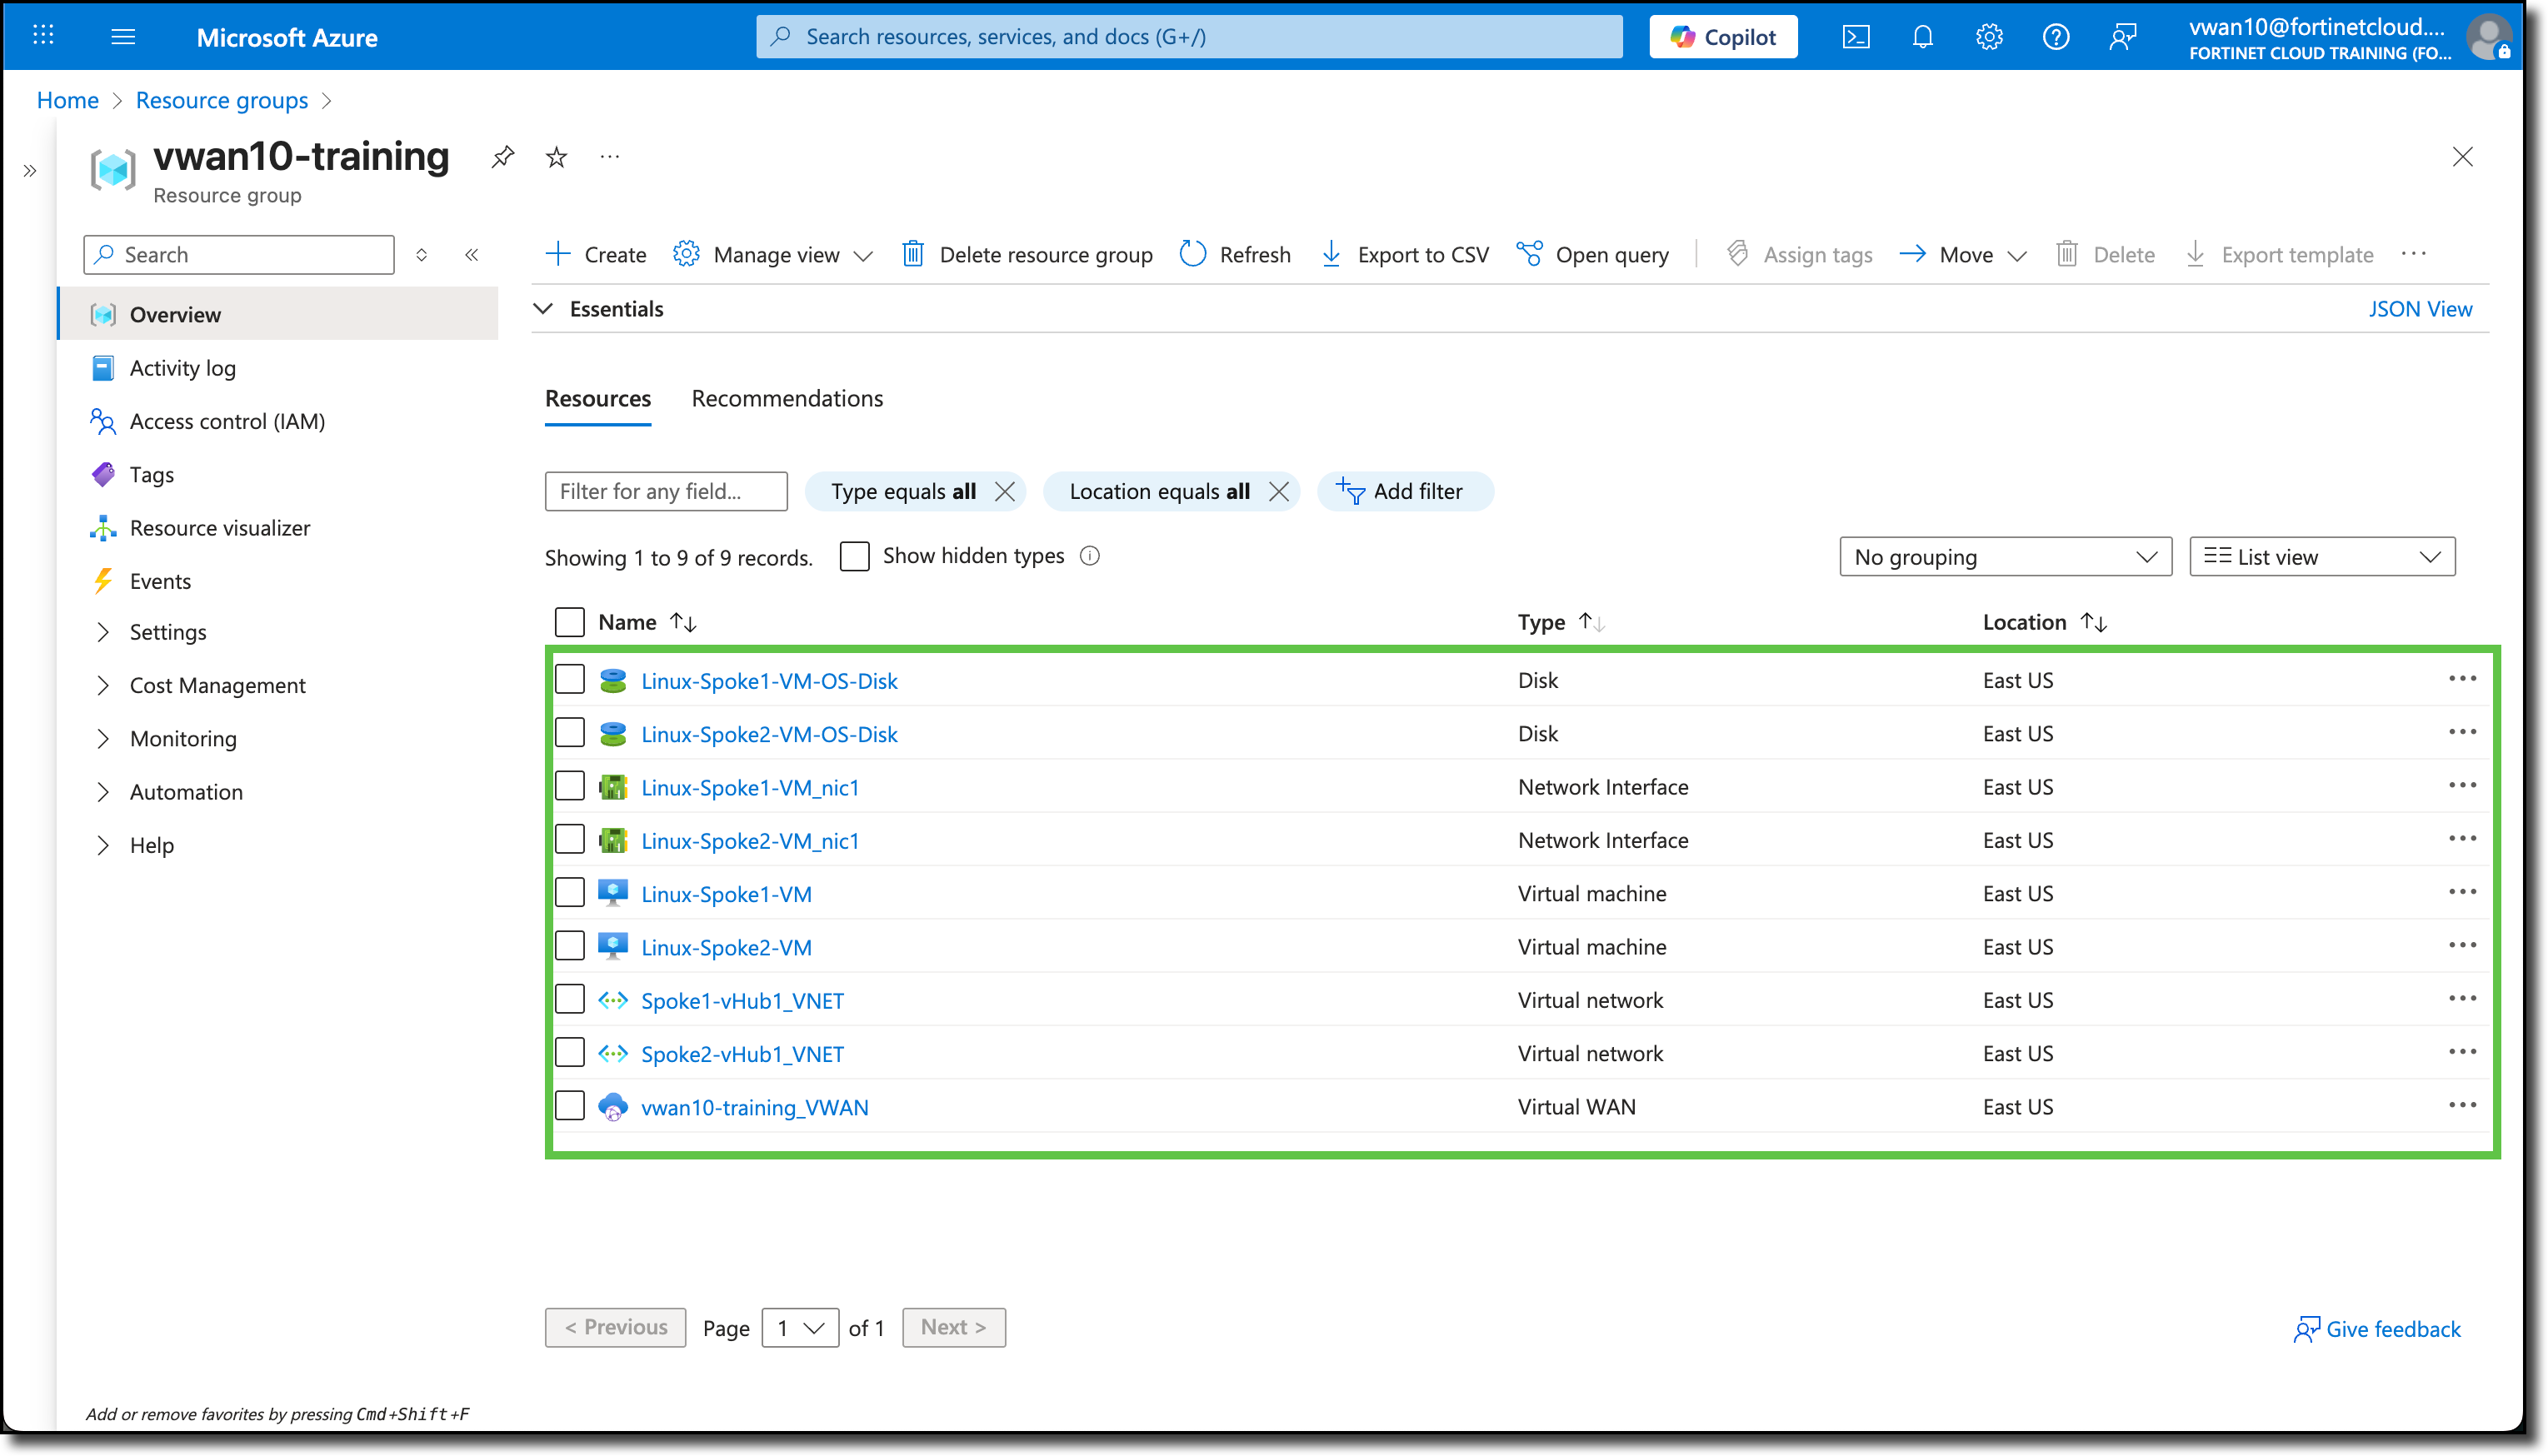 Microsoft Azure
Search resources, services, and docs (G+/)
Copilot
vwan10@fortinetcloud....
FORTINET CLOUD TRAINING (FO...
Home > Resource groups >
vwan10-training
Resource group
Search
Create
Manage view
Delete resource group
Refresh
Export to CSV
Open query
Assign tags
Move
Delete
Export template
Overview
Activity log
Access control (IAM)
Tags
Resource visualizer
Events
Settings
Cost Management
Monitoring
Automation
Help
Essentials
JSON View
Resources
Recommendations
Filter for any field...
Type equals all
Location equals all
Add filter
Showing 1 to 9 of 9 records.
Show hidden types
No grouping
List view
Name
Type
Location
Linux-Spoke1-VM-OS-Disk Disk East US
Linux-Spoke2-VM-OS-Disk Disk East US
Linux-Spoke1-VM_nic1 Network Interface East US
Linux-Spoke2-VM_nic1 Network Interface East US
Linux-Spoke1-VM Virtual machine East US
Linux-Spoke2-VM Virtual machine East US
Spoke1-vHub1_VNET Virtual network East US
Spoke2-vHub1_VNET Virtual network East US
vwan10-training_VWAN Virtual WAN East US
< Previous
Page 1 of 1
Next >
Give feedback
Add or remove favorites by pressing Cmd+Shift+F